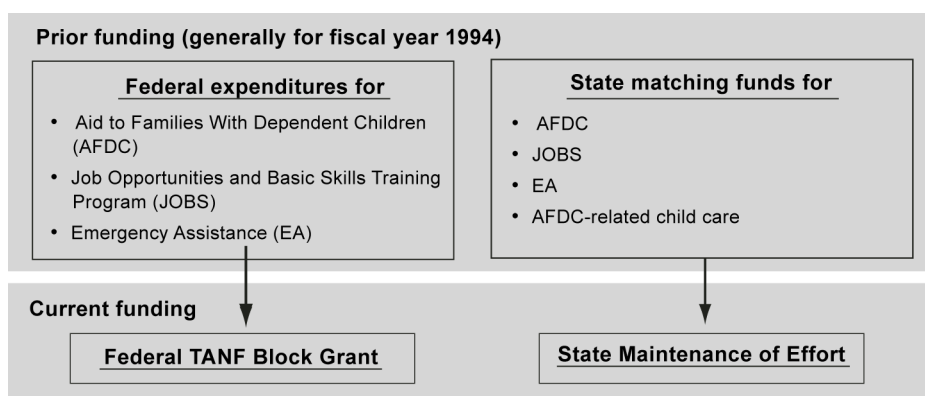 Prior funding (generally for fiscal year 1994)
Federal expenditures for
• Aid to Families With Dependent Children
(AFDC)
• Job Opportunities and Basic Skills Training
Program (JOBS)
• Emergency Assistance (EA)
State matching funds for
• AFDC
• JOBS
• EA
• AFDC-related child care
Current funding
Federal TANF Block Grant
State Maintenance of Effort